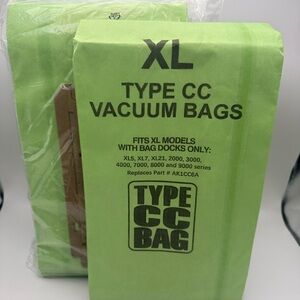 XL
TYPE CC
VACUUM BAGS
FITS XL MODELS
WITH BAG DOCKS ONLY:
XL5, XL7, XL21, 2000, 3000,
4000, 7000, 8000 and 9000 series
Replaces Part # AK1CC6A
TYPE
CC
BAG